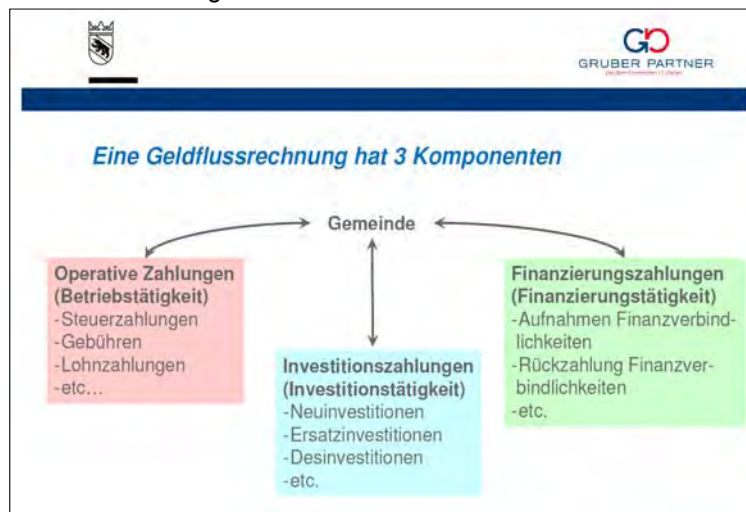 GRUBER PARTNER
Eine Geldflussrechnung hat 3 Komponenten
Gemeinde
Operative Zahlungen
(Betriebstätigkeit)
-Steuerzahlungen
-Gebühren
-Lohnzahlungen
-etc...
Investitionszahlungen
(Investitionstätigkeit)
-Neuinvestitionen
-Ersatzinvestitionen
-Desinvestitionen
-etc.
Finanzierungszahlungen
(Finanzierungstätigkeit)
-Aufnahmen Finanzverbind-
lichkeiten
-Rückzahlung Finanzver-
bindlichkeiten
-etc.